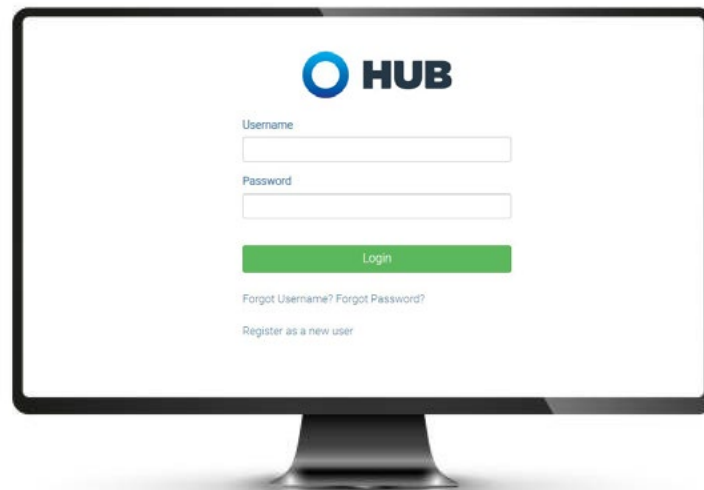 HUB
Username
Password
Login
Forgot Username? Forgot Password?
Register as a new user